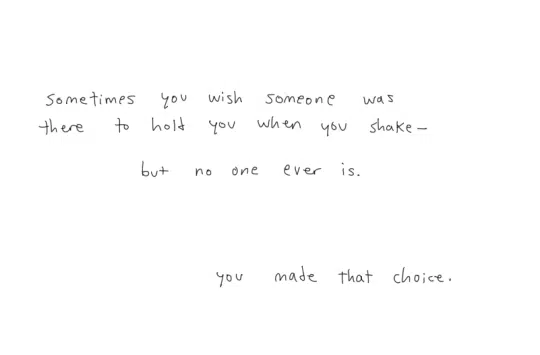 sometimes you wish someone was
there to hold you when you shake—
but no one ever is.
you made that choice.